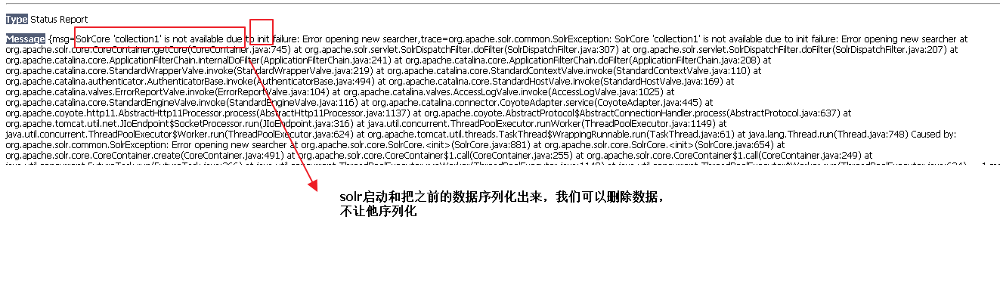 Type Status Report
Message {msg=SolrCore 'collection1' is not available due to init failure: Error opening new searcher,trace=org.apache.solr.common.SolrException: SolrCore 'collection1' is not available due to init failure: Error opening new searcher at
org.apache.solr.core.CoreContainer.getCore(CoreContainer.java:745) at org.apache.solr.servlet.SolrDispatchFilter.doFilter(SolrDispatchFilter.java:307) at org.apache.solr.servlet.SolrDispatchFilter.doFilter(SolrDispatchFilter.java:207) at
org.apache.catalina.core.ApplicationFilterChain.internalDoFilter(ApplicationFilterChain.java:241) at org.apache.catalina.core.ApplicationFilterChain.doFilter(ApplicationFilterChain.java:208) at
org.apache.catalina.core.StandardWrapperValve.invoke(StandardWrapperValve.java:219) at org.apache.catalina.core.StandardContextValve.invoke(StandardContextValve.java:110) at
org.apache.catalina.authenticator.AuthenticatorBase.invoke(AuthenticatorBase.java:494) at org.apache.catalina.core.StandardHostValve.invoke(StandardHostValve.java:169) at
org.apache.catalina.valves.ErrorReportValve.invoke(ErrorReportValve.java:104) at org.apache.catalina.valves.AccessLogValve.invoke(AccessLogValve.java:1025) at
org.apache.catalina.core.StandardEngineValve.invoke(StandardEngineValve.java:116) at org.apache.catalina.connector.CoyoteAdapter.service(CoyoteAdapter.java:445) at
org.apache.coyote.http11.AbstractHttp11Processor.process(AbstractHttp11Processor.java:1137) at org.apache.coyote.AbstractProtocol$AbstractConnectionHandler.process(AbstractProtocol.java:637) at
org.apache.tomcat.util.net.JIoEndpoint$SocketProcessor.run(JIoEndpoint.java:316) at java.util.concurrent.ThreadPoolExecutor.runWorker(ThreadPoolExecutor.java:1149) at
java.util.concurrent.ThreadPoolExecutor$Worker.run(ThreadPoolExecutor.java:624) at org.apache.tomcat.util.threads.TaskThread$WrappingRunnable.run(TaskThread.java:61) at java.lang.Thread.run(Thread.java:748) Caused by:
org.apache.solr.common.SolrException: Error opening new searcher at org.apache.solr.core.SolrCore.<init>(SolrCore.java:881) at org.apache.solr.core.SolrCore.<init>(SolrCore.java:654) at
org.apache.solr.core.CoreContainer.create(CoreContainer.java:491) at org.apache.solr.core.CoreContainer$1.call(CoreContainer.java:255) at org.apache.solr.core.CoreContainer$1.call(CoreContainer.java:249) at
solr启动和把之前的数据序列化出来，我们可以删除数据，
不让他序列化